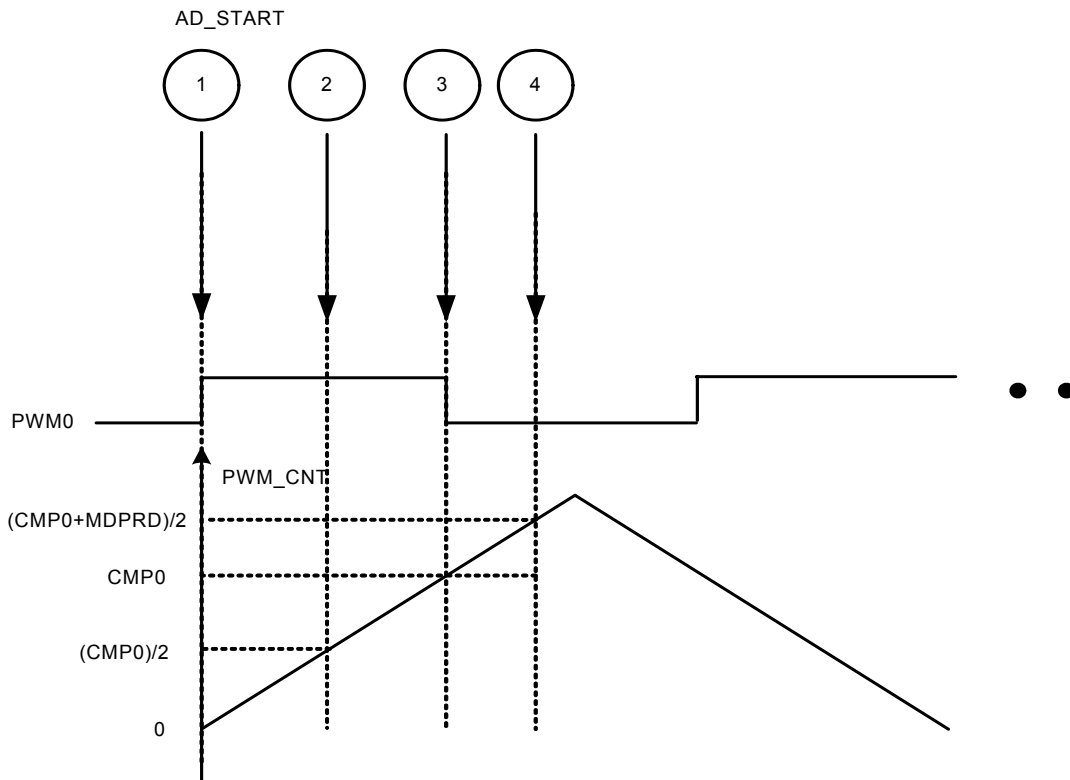 AD_START
1
2
3
4
PWM0
PWM_CNT
(CMP0+MDPRD)/2
CMP0
(CMP0)/2
0